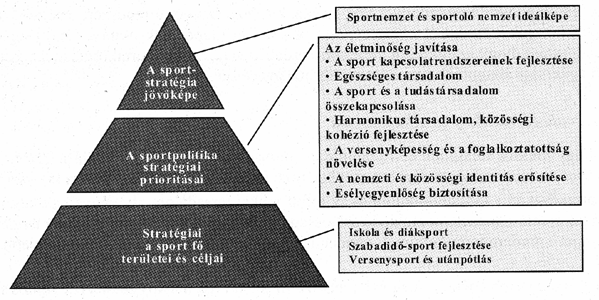 Sportnemzet és sportoló nemzet ideálképe
A sport-
stratégia
jövőképe
Az életminőség javítása
• A sport kapcsolatrendszereinek fejlesztése
• Egészséges társadalom
• A sport és a tudástársadalom
összekapcsolása
• Harmonikus társadalom, közösségi
kohézió fejlesztése
• A versenyképesség és a foglalkoztatottság
növelése
• A nemzeti és közösségi identitás erősítése
• Esélyegyenlőség biztosítása
A sportpolitika
stratégiai
prioritásai
Stratégiai
a sport fő
területei és céljai
Iskola és diáksport
Szabadidő-sport fejlesztése
Versenysport és utánpótlás